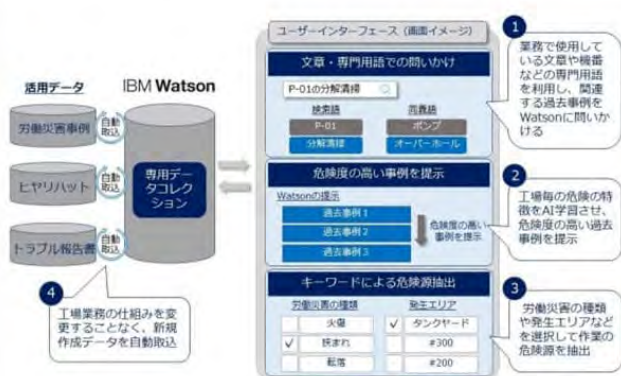 活用データ
IBM Watson
労働災害事例
自動
取込
ヒヤリハット
自動
取込
トラブル報告書
自動
取込
専用デー
タコレク
ション
4
工場業務の仕組みを変
更することなく、新規
作成データを自動取込
ユーザーインターフェース（画面イメージ）
文章・専門用語での問いかけ
P-01の分解清掃
検索語
同義語
P-01
ポンプ
分解清掃
オーバーホール
危険度の高い事例を提示
Watsonの提示
過去事例１
過去事例２
過去事例３
危険度の高い
事例を提示
キーワードによる危険源抽出
労働災害の種類
発生エリア
火傷
✓ タンクヤード
✓ 挟まれ
#300
転落
#200
1
業務で使用して
いる文章や機番
などの専門用語
を利用し、関連
する過去事例を
Watsonに問いか
ける
2
工場毎の危険の特
徴をAI学習させ、
危険度の高い過去
事例を提示
3
労働災害の種類
や発生エリアなど
を選択して作業の
危険源を抽出